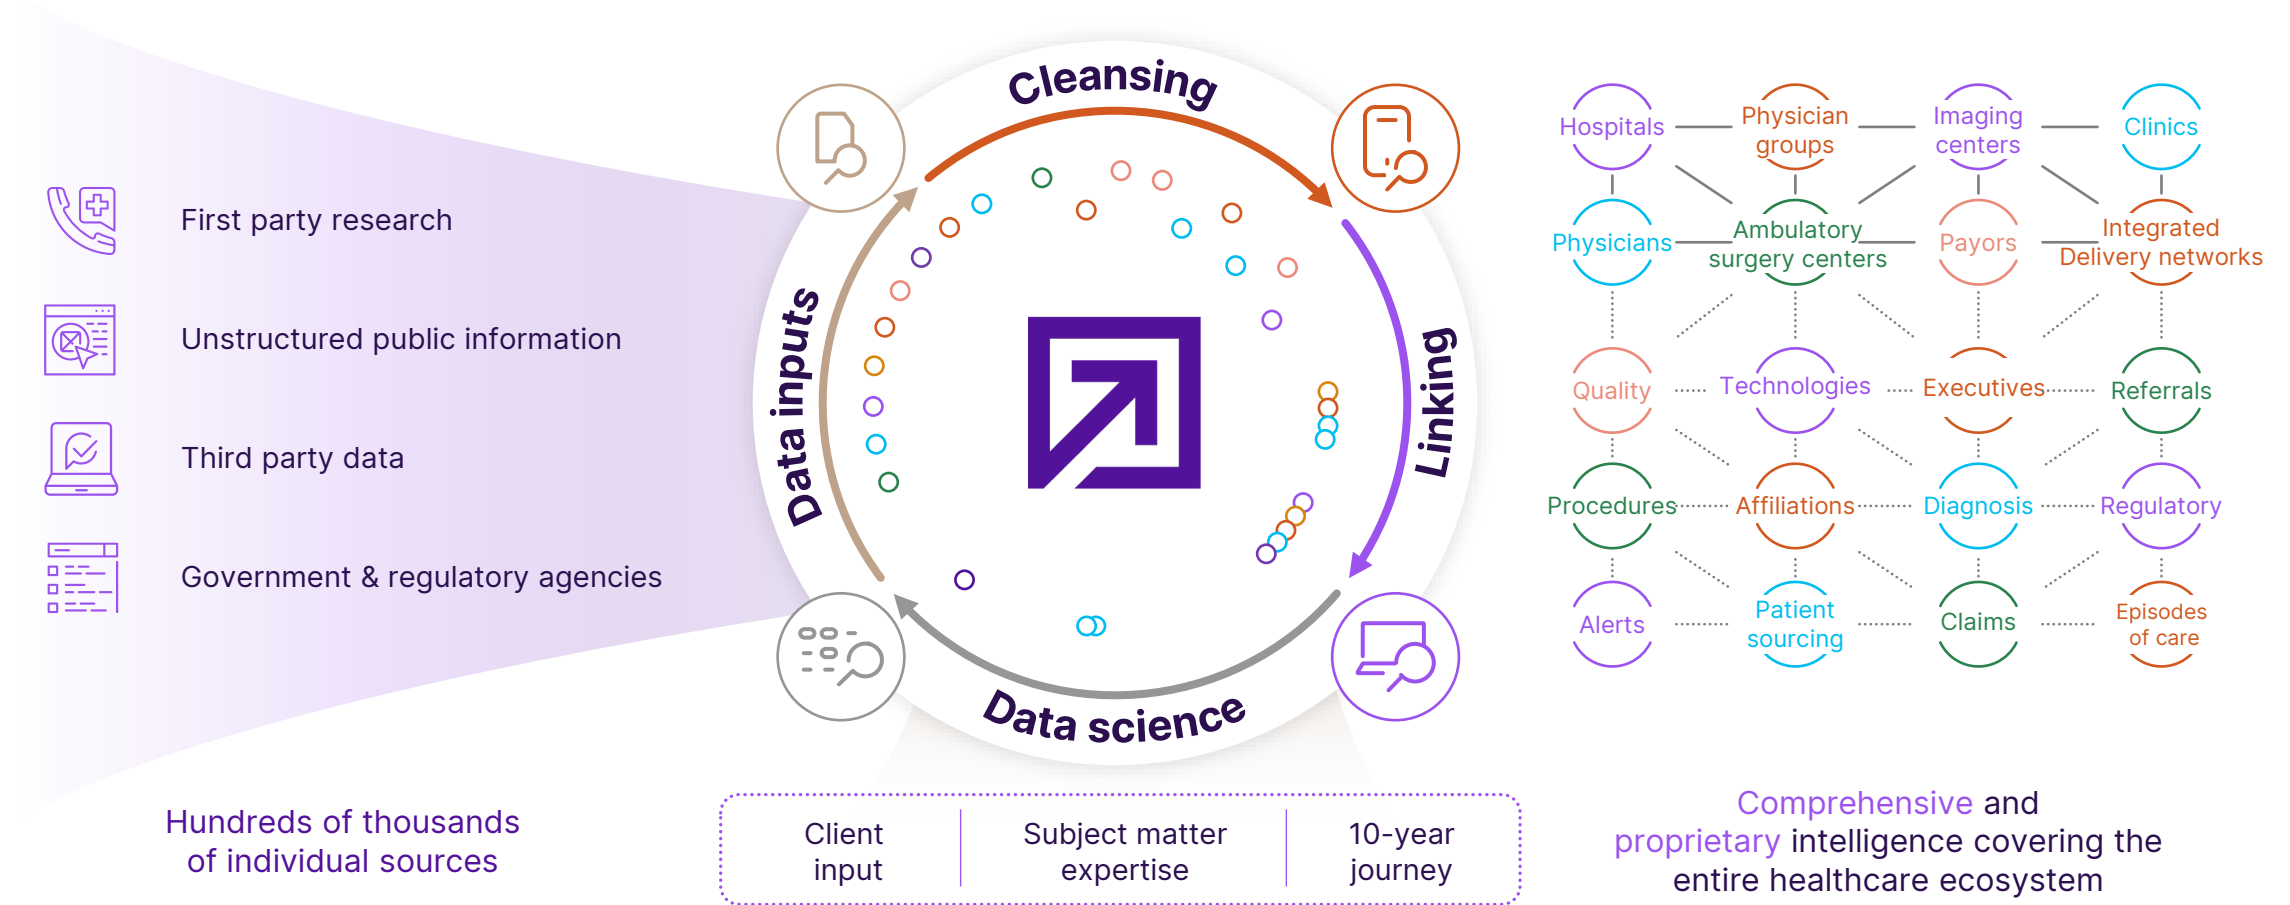 First party research
Unstructured public information
Third party data
Government & regulatory agencies
Hundreds of thousands
of individual sources
Cleansing
Data inputs
Linking
Data science
Client
input
Subject matter
expertise
10-year
journey
Hospitals
Physician
groups
Imaging
centers
Clinics
Physicians
Ambulatory
surgery centers
Payors
Integrated
Delivery networks
Quality
Technologies
Executives
Referrals
Procedures
Affiliations
Diagnosis
Regulatory
Alerts
Patient
sourcing
Claims
Episodes
of care
Comprehensive and
proprietary intelligence covering the
entire healthcare ecosystem